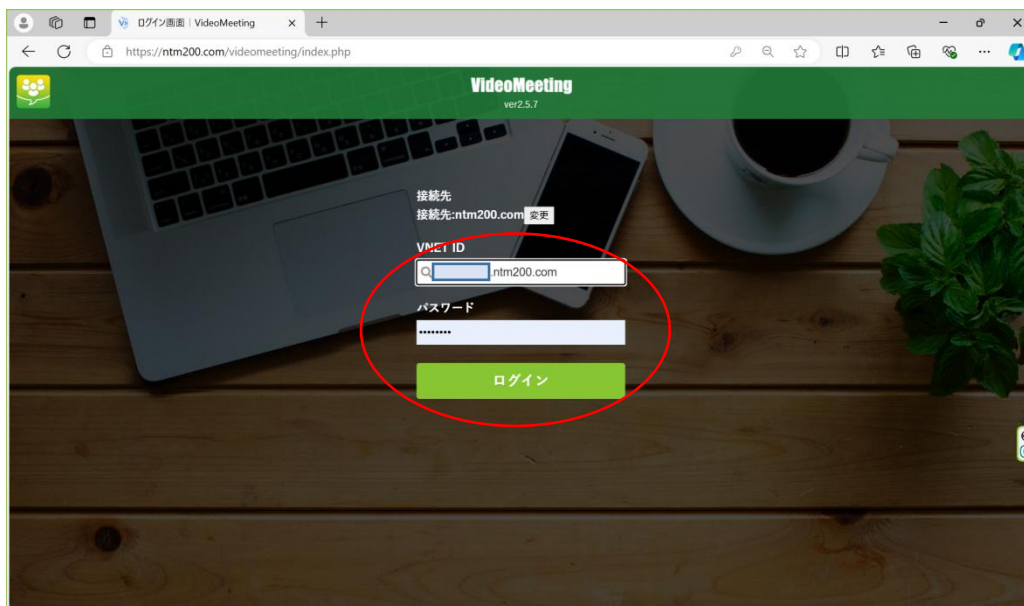 ログイン画面 | VideoMeeting
https://ntm200.com/videomeeting/index.php
VideoMeeting
ver2.5.7
接続先
接続先:ntm200.com 変更
VNET ID
.ntm200.com
パスワード
••••••••
ログイン